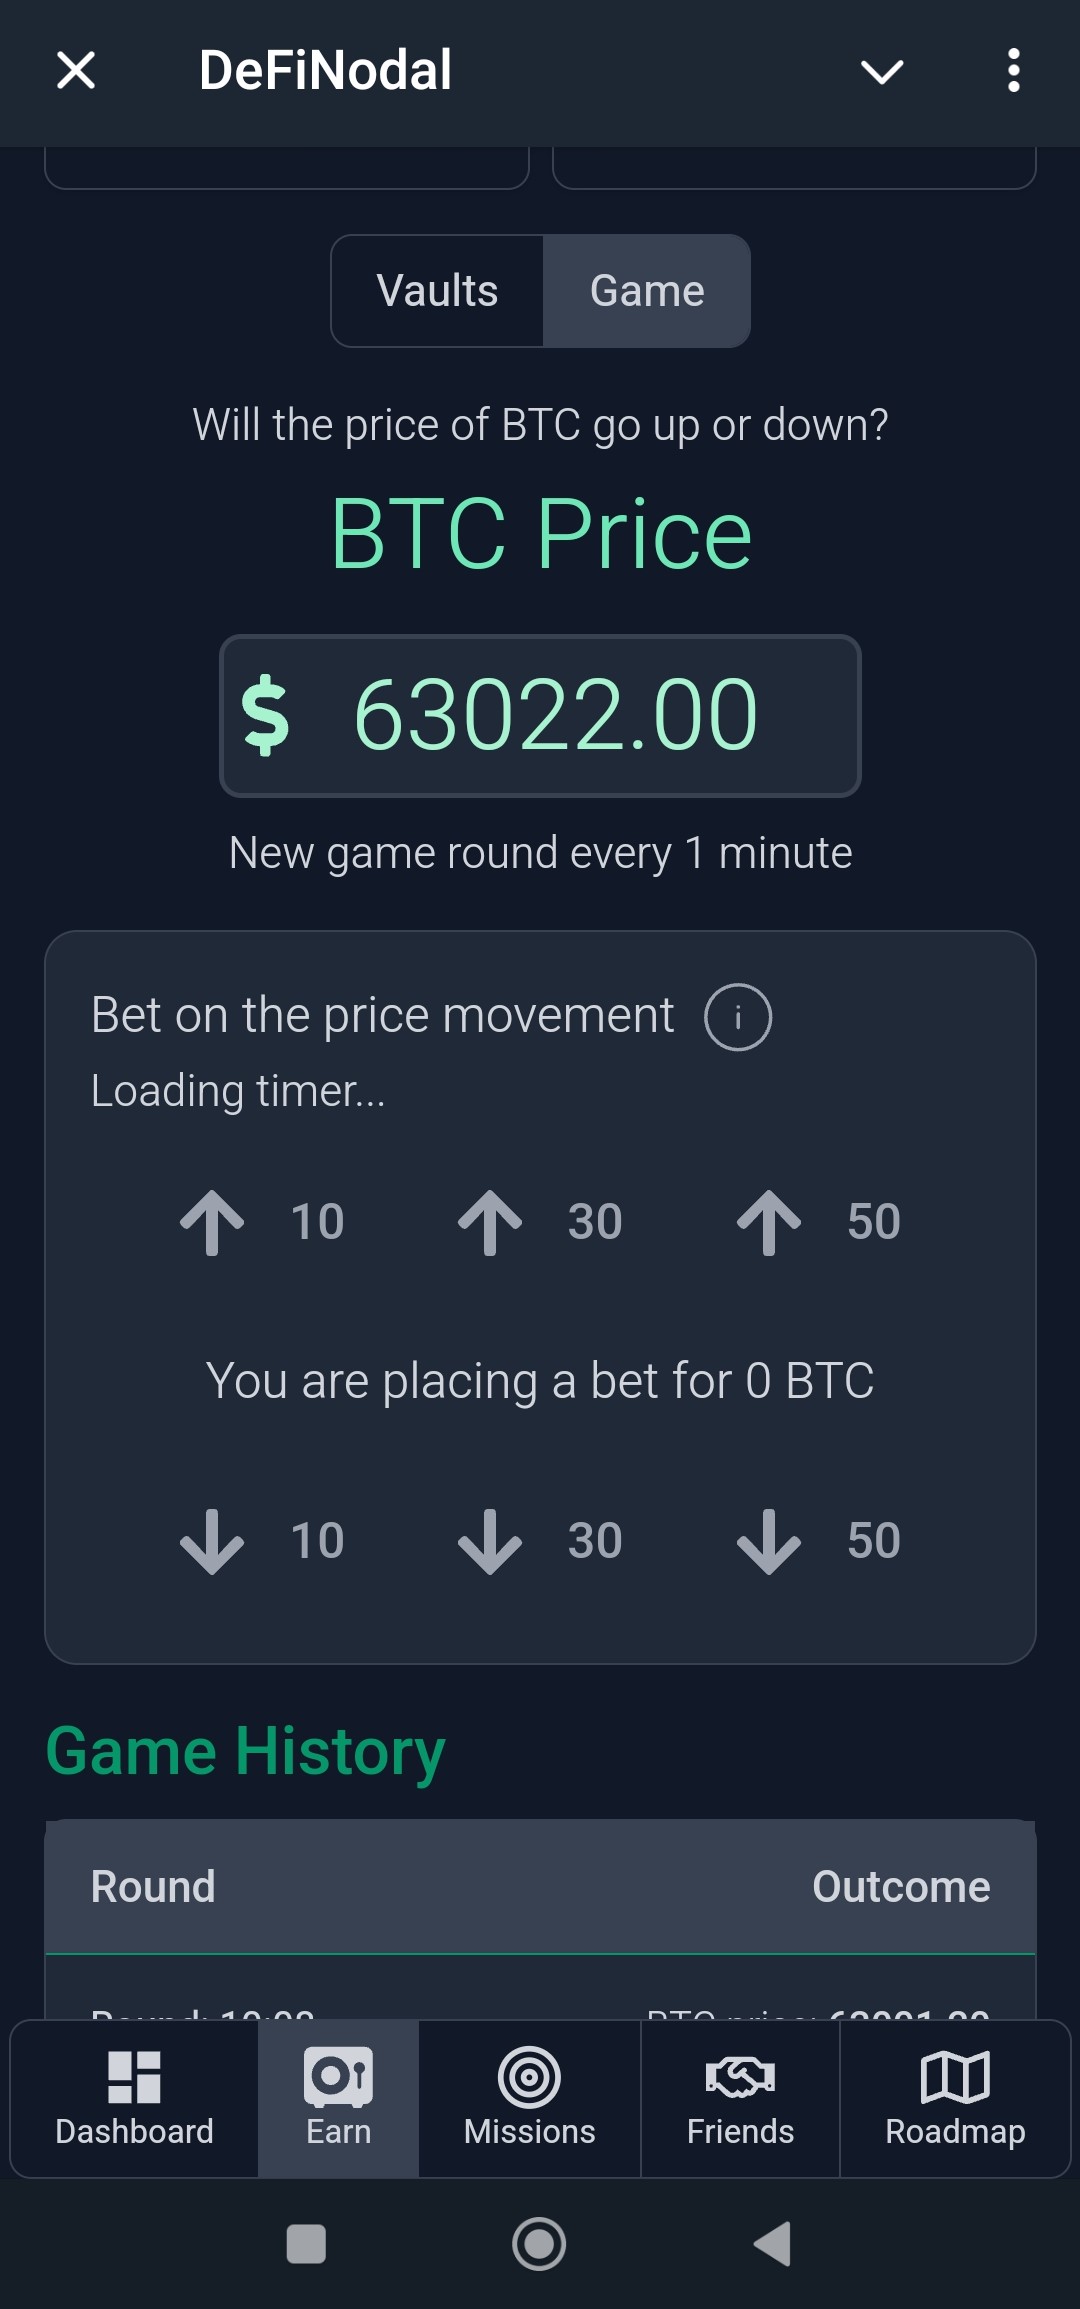 DeFiNodal
Vaults
Game
Will the price of BTC go up or down?
BTC Price
$ 63022.00
New game round every 1 minute
Bet on the price movement i
Loading timer...
10
30
50
You are placing a bet for 0 BTC
10
30
50
Game History
Round
Outcome
Dashboard
Earn
Missions
Friends
Roadmap